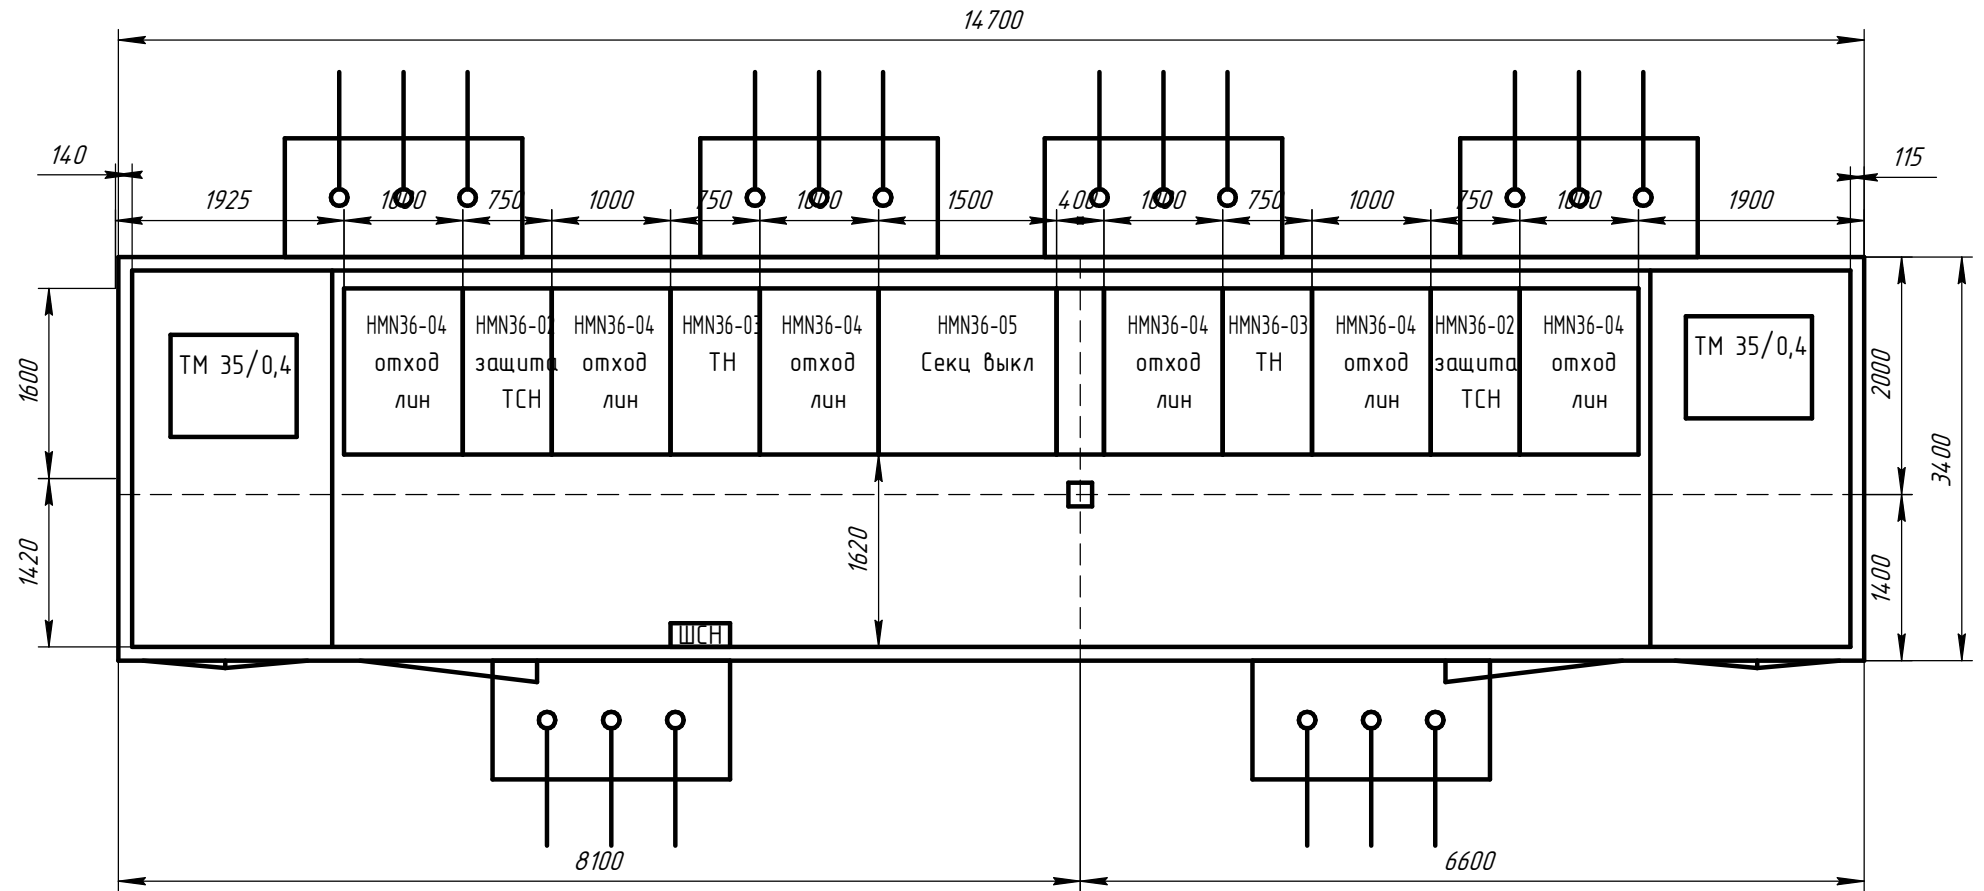 14700
140
115
1925
1000
750
1000
750
1000
1500
400
1000
750
1000
750
1000
1900
HMN36-04
отход
лин
HMN36-02
защита
ТСН
HMN36-04
отход
лин
HMN36-03
ТН
HMN36-04
отход
лин
HMN36-05
Секц выкл
HMN36-04
отход
лин
HMN36-03
ТН
HMN36-04
отход
лин
HMN36-02
защита
ТСН
HMN36-04
отход
лин
ТМ 35/0,4
ТМ 35/0,4
1600
2000
3400
1420
1620
1400
ШСН
8100
6600